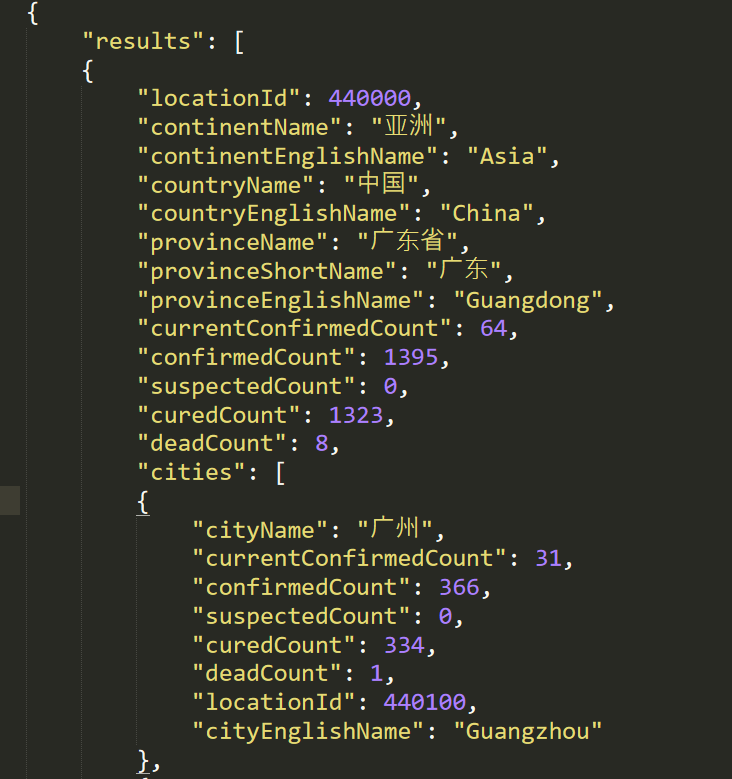 {
"results": [
{
"locationId": 440000,
"continentName": "亚洲",
"continentEnglishName": "Asia",
"countryName": "中国",
"countryEnglishName": "China",
"provinceName": "广东省",
"provinceShortName": "广东",
"provinceEnglishName": "Guangdong",
"currentConfirmedCount": 64,
"confirmedCount": 1395,
"suspectedCount": 0,
"curedCount": 1323,
"deadCount": 8,
"cities": [
{
"cityName": "广州",
"currentConfirmedCount": 31,
"confirmedCount": 366,
"suspectedCount": 0,
"curedCount": 334,
"deadCount": 1,
"locationId": 440100,
"cityEnglishName": "Guangzhou"
},